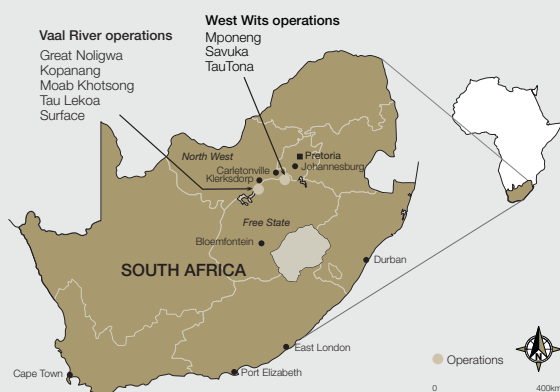 West Wits operations
Mponeng
Savuka
TauTona
Vaal River operations
Great Noligwa
Kopanang
Moab Khotsong
Tau Lekoa
Surface
North West
Pretoria
Johannesburg
Carletonville
Klerksdorp
Free State
Bloemfontein
SOUTH AFRICA
Durban
East London
Port Elizabeth
Cape Town
N
Operations
0 400km